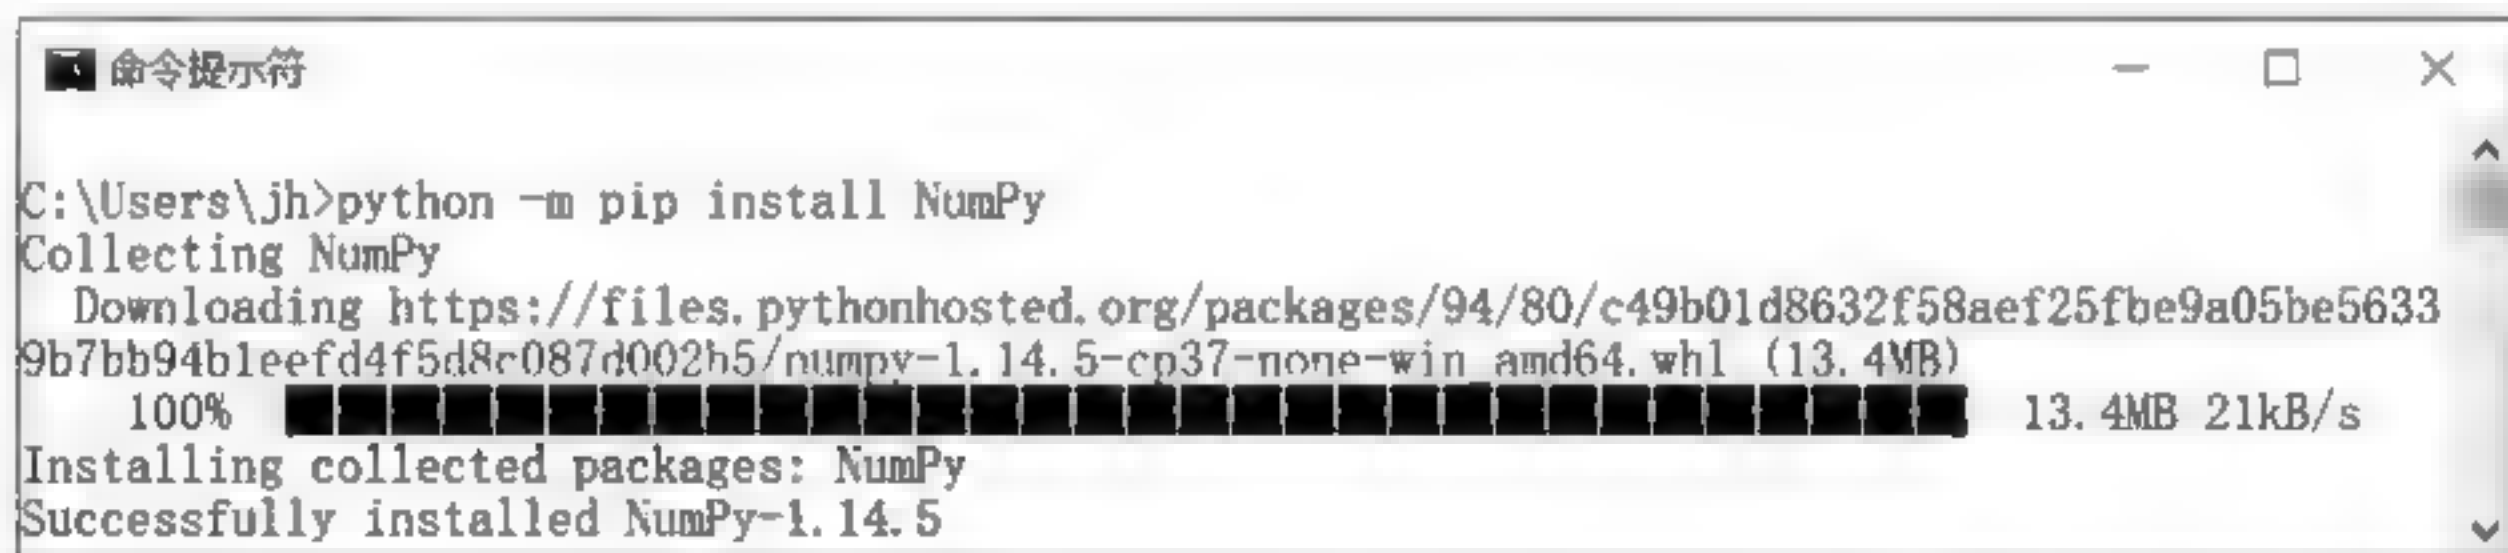 命令提示符
C:\Users\jh>python -m pip install NumPy
Collecting NumPy
  Downloading https://files.pythonhosted.org/packages/94/80/c49b01d8632f58aef25fbe9a05be5633
9b7bb94b1eefd4f5d8c087d002b5/numpy-1.14.5-cp37-none-win_amd64.whl (13.4MB)
    100% 13.4MB 21kB/s
Installing collected packages: NumPy
Successfully installed NumPy-1.14.5